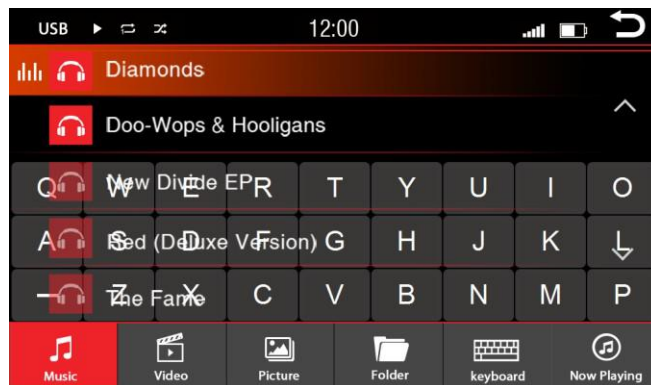 USB 12:00
Diamonds
Doo-Wops & Hooligans
New Divide EP
Q W E R T Y U I O
Red (Deluxe Version)
A S D F G H J K L
The Fame
Z X C V B N M P
Music Video Picture Folder keyboard Now Playing